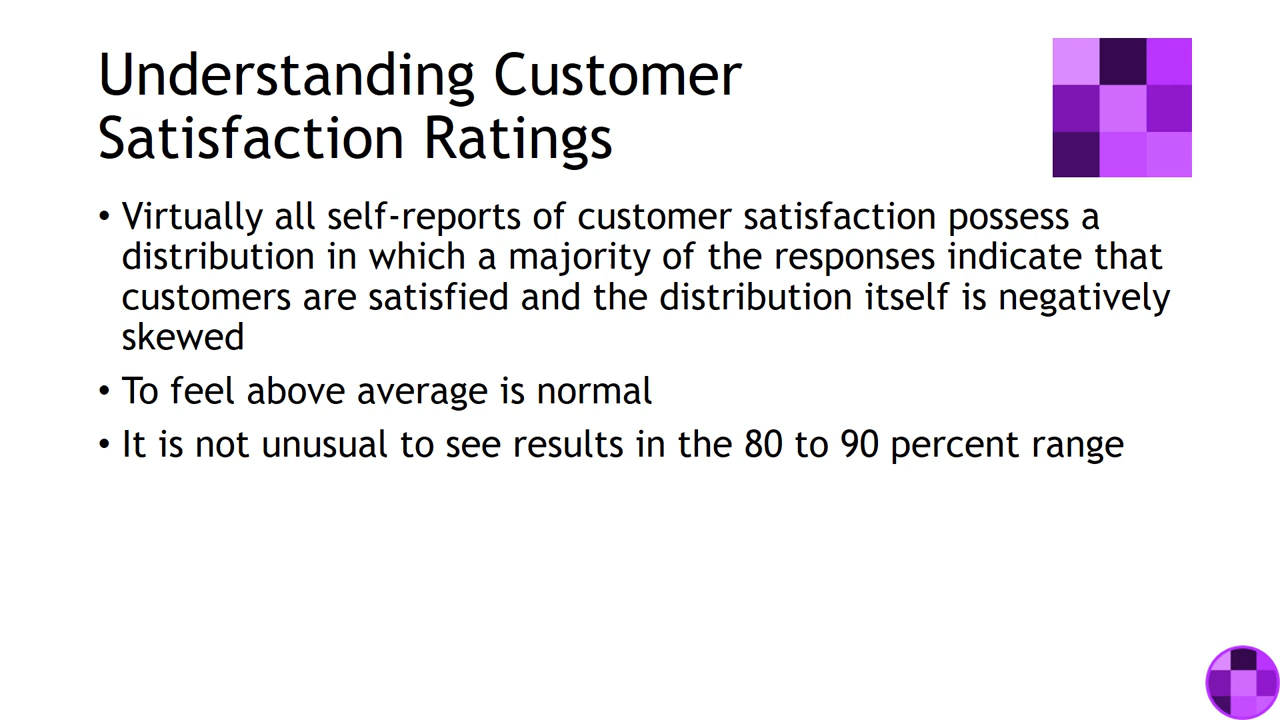 Understanding Customer
Satisfaction Ratings
• Virtually all self-reports of customer satisfaction possess a
distribution in which a majority of the responses indicate that
customers are satisfied and the distribution itself is negatively
skewed
• To feel above average is normal
• It is not unusual to see results in the 80 to 90 percent range